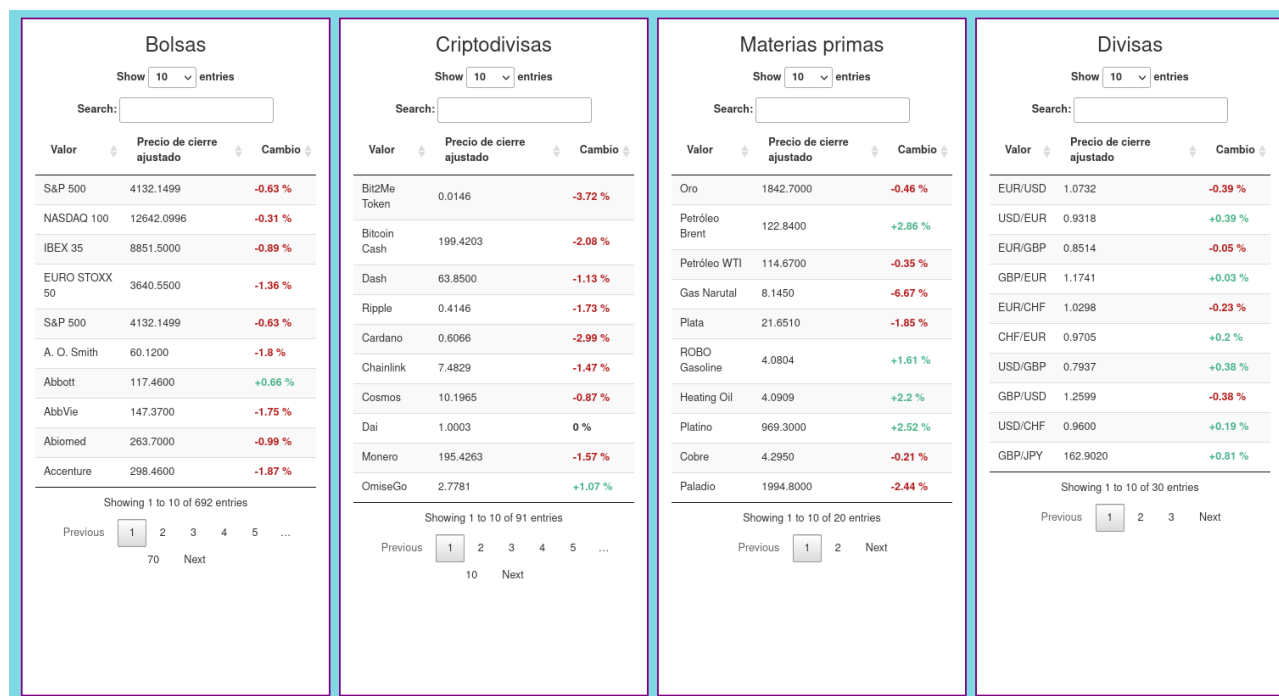 Bolsas
Show 10 entries
Search:
Valor Precio de cierre ajustado Cambio
S&P 500 4132.1499 -0.63 %
NASDAQ 100 12642.0996 -0.31 %
IBEX 35 8851.5000 -0.89 %
EURO STOXX 50 3640.5500 -1.36 %
S&P 500 4132.1499 -0.63 %
A. O. Smith 60.1200 -1.8 %
Abbott 117.4600 +0.66 %
AbbVie 147.3700 -1.75 %
Abiomed 263.7000 -0.99 %
Accenture 298.4600 -1.87 %
Showing 1 to 10 of 692 entries
Previous 1 2 3 4 5 …
70 Next
Criptodivisas
Show 10 entries
Search:
Valor Precio de cierre ajustado Cambio
Bit2Me Token 0.0146 -3.72 %
Bitcoin Cash 199.4203 -2.08 %
Dash 63.8500 -1.13 %
Ripple 0.4146 -1.73 %
Cardano 0.6066 -2.99 %
Chainlink 7.4829 -1.47 %
Cosmos 10.1965 -0.87 %
Dai 1.0003 0 %
Monero 195.4263 -1.57 %
OmiseGo 2.7781 +1.07 %
Showing 1 to 10 of 91 entries
Previous 1 2 3 4 5 …
10 Next
Materias primas
Show 10 entries
Search:
Valor Precio de cierre ajustado Cambio
Oro 1842.7000 -0.46 %
Petróleo Brent 122.8400 +2.86 %
Petróleo WTI 114.6700 -0.35 %
Gas Narutal 8.1450 -6.67 %
Plata 21.6510 -1.85 %
ROBO Gasoline 4.0804 +1.61 %
Heating Oil 4.0909 +2.2 %
Platino 969.3000 +2.52 %
Cobre 4.2950 -0.21 %
Paladio 1994.8000 -2.44 %
Showing 1 to 10 of 20 entries
Previous 1 2 Next
Divisas
Show 10 entries
Search:
Valor Precio de cierre ajustado Cambio
EUR/USD 1.0732 -0.39 %
USD/EUR 0.9318 +0.39 %
EUR/GBP 0.8514 -0.05 %
GBP/EUR 1.1741 +0.03 %
EUR/CHF 1.0298 -0.23 %
CHF/EUR 0.9705 +0.2 %
USD/GBP 0.7937 +0.38 %
GBP/USD 1.2599 -0.38 %
USD/CHF 0.9600 +0.19 %
GBP/JPY 162.9020 +0.81 %
Showing 1 to 10 of 30 entries
Previous 1 2 3 Next